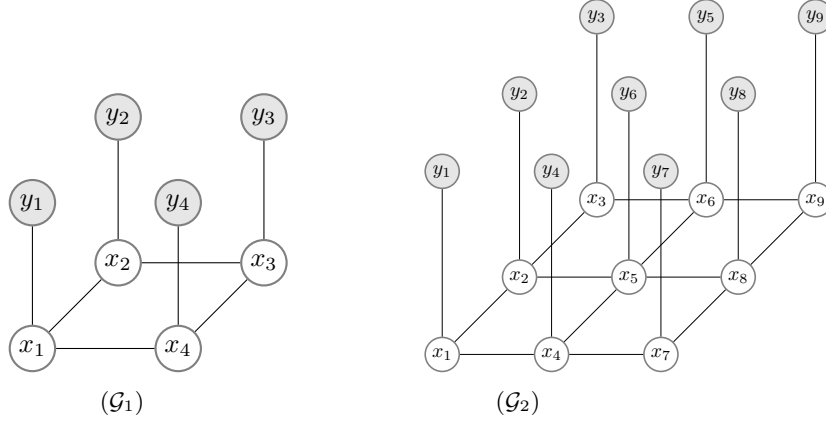 y₃ y₅ y₉
y₂ y₃ y₂ y₆ y₈
y₁ y₄ y₁ y₄ y₇
x₃ x₆ x₉
x₂ x₃ x₂ x₅ x₈
x₁ x₄ x₁ x₄ x₇
(𝒢₁) (𝒢₂)